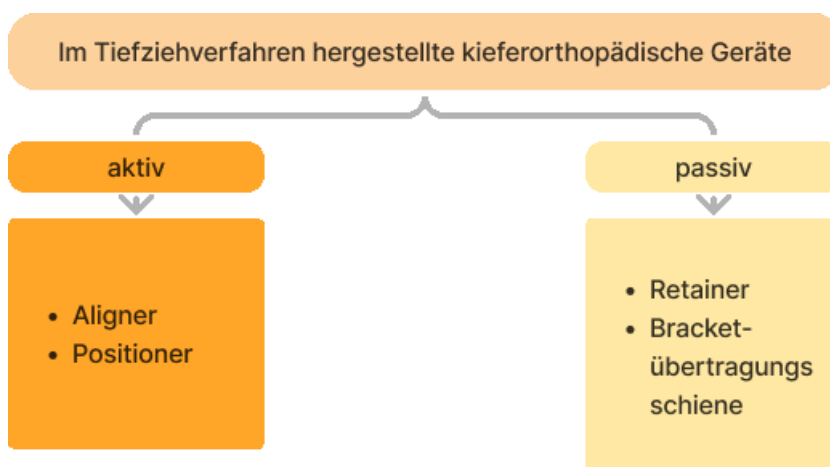 Im Tiefziehverfahren hergestellte kieferorthopädische Geräte
aktiv
passiv
• Aligner
• Positioner
• Retainer
• Bracket-
übertragungs
schiene